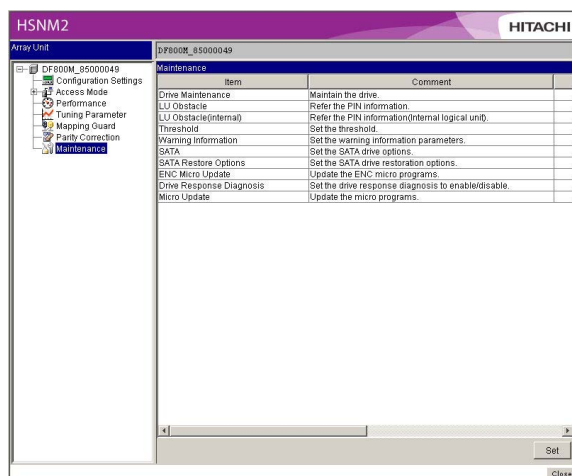 HSNM2
HITACHI
Array Unit
DF800M_85000049
DF800M_85000049
Configuration Settings
Access Mode
Performance
Tuning Parameter
Mapping Guard
Parity Correction
Maintenance
Maintenance
Item Comment
Drive Maintenance Maintain the drive.
LU Obstacle Refer the PIN information.
LU Obstacle(internal) Refer the PIN information(Internal logical unit).
Threshold Set the threshold.
Warning Information Set the warning information parameters.
SATA Set the SATA drive options.
SATA Restore Options Set the SATA drive restoration options.
ENC Micro Update Update the ENC micro programs.
Drive Response Diagnosis Set the drive response diagnosis to enable/disable.
Micro Update Update the micro programs.
Set
Close